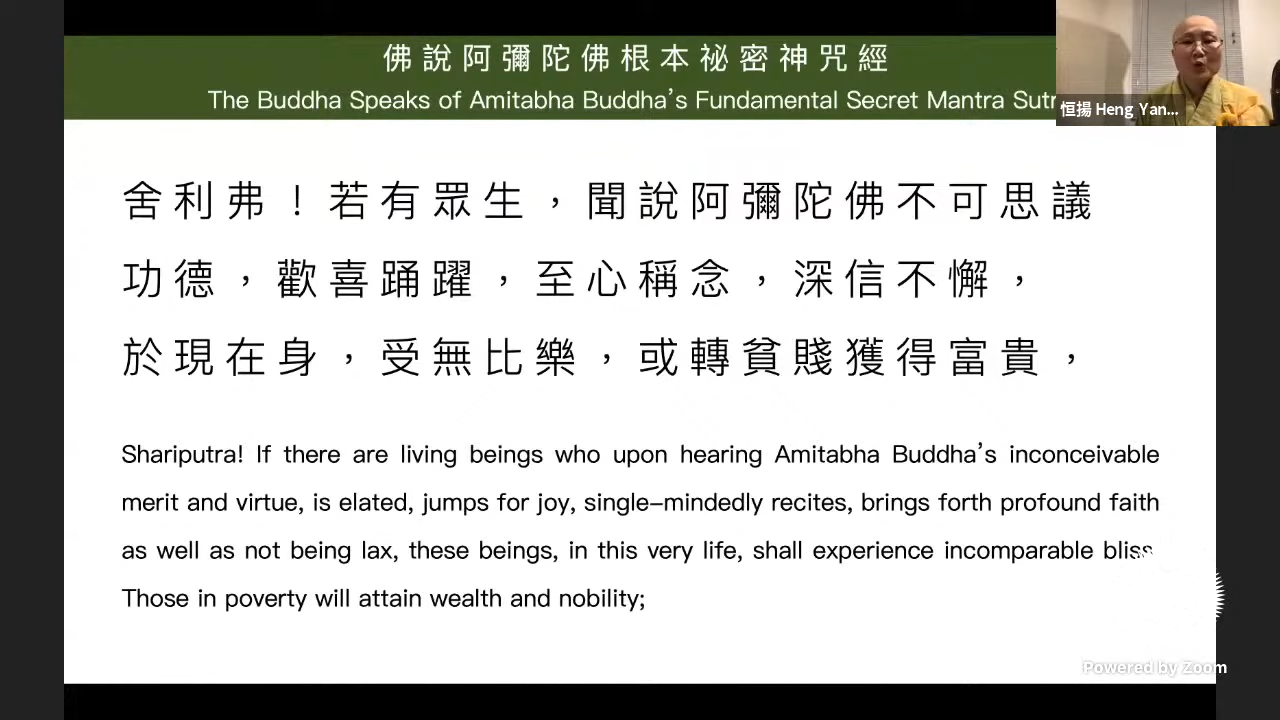 佛說阿彌陀佛根本祕密神咒經
The Buddha Speaks of Amitabha Buddha's Fundamental Secret Mantra Sutr
恒揚 Heng Yan...
舍利弗！若有眾生，聞說阿彌陀佛不可思議
功德，歡喜踊躍，至心稱念，深信不懈，
於現在身，受無比樂，或轉貧賤獲得富貴，
Shariputra! If there are living beings who upon hearing Amitabha Buddha's inconceivable
merit and virtue, is elated, jumps for joy, single-mindedly recites, brings forth profound faith
as well as not being lax, these beings, in this very life, shall experience incomparable bliss.
Those in poverty will attain wealth and nobility;
Powered by Zoom